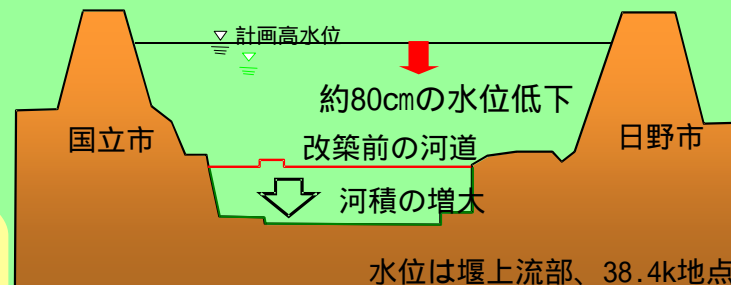 計画高水位
約80cmの水位低下
国立市
日野市
改築前の河道
河積の増大
水位は堰上流部、38.4k地点